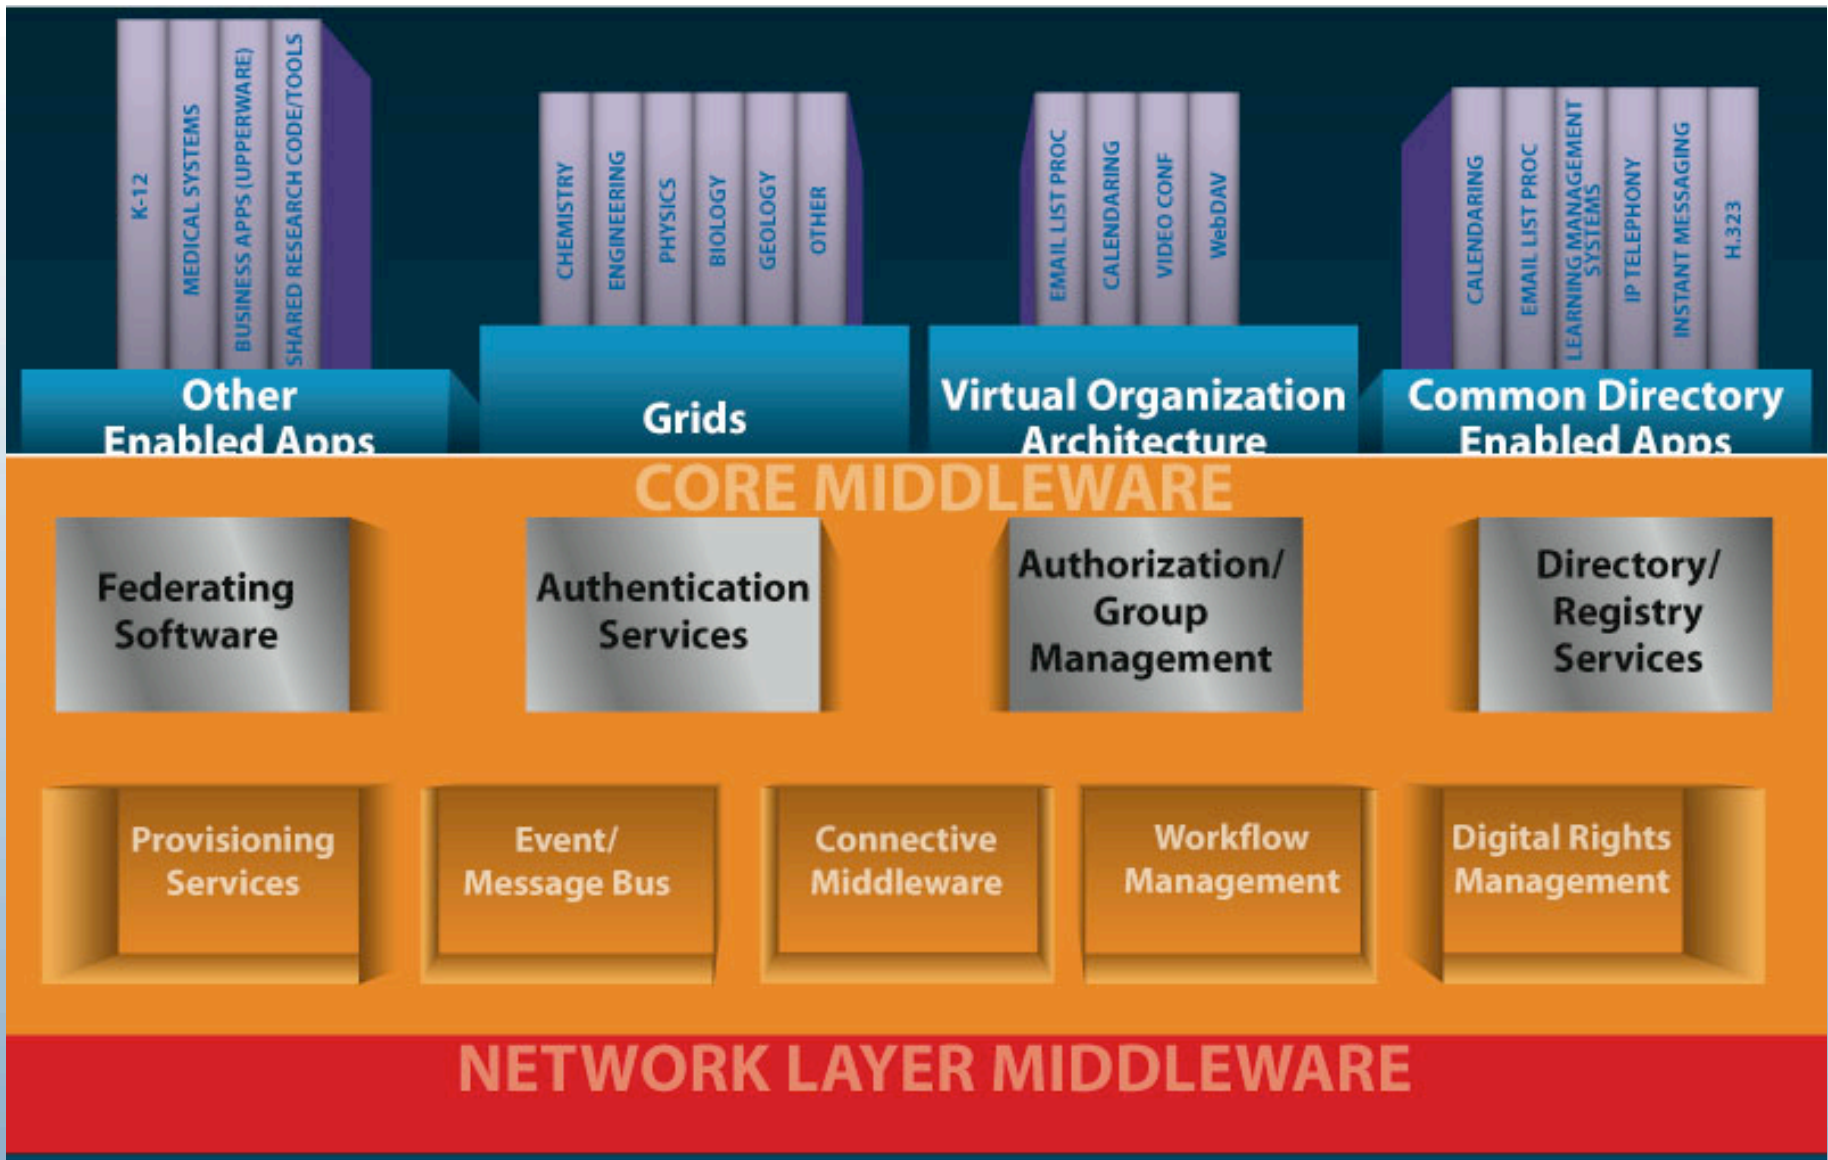 K-12
MEDICAL SYSTEMS
BUSINESS APPS (UPPERWARE)
SHARED RESEARCH CODE/TOOLS
CHEMISTRY
ENGINEERING
PHYSICS
BIOLOGY
GEOLOGY
OTHER
EMAIL LIST PROC
CALENDARING
VIDEO CONF
WebDAV
CALENDARING
EMAIL LIST PROC
LEARNING MANAGEMENT
SYSTEMS
IP TELEPHONY
INSTANT MESSAGING
H.323
Other
Enabled Apps
Grids
Virtual Organization
Architecture
Common Directory
Enabled Apps
CORE MIDDLEWARE
Federating
Software
Authentication
Services
Authorization/
Group
Management
Directory/
Registry
Services
Provisioning
Services
Event/
Message Bus
Connective
Middleware
Workflow
Management
Digital Rights
Management
NETWORK LAYER MIDDLEWARE